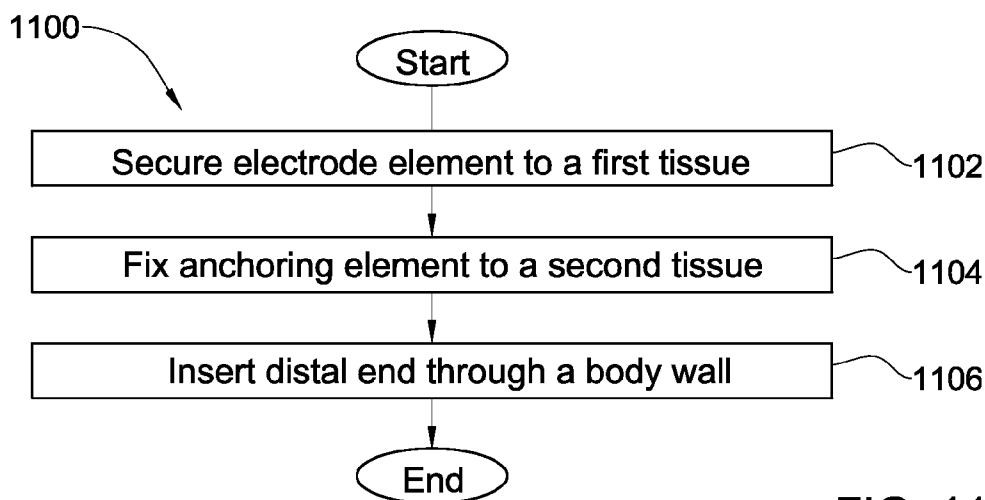 1100
Start
Secure electrode element to a first tissue
1102
Fix anchoring element to a second tissue
1104
Insert distal end through a body wall
1106
End